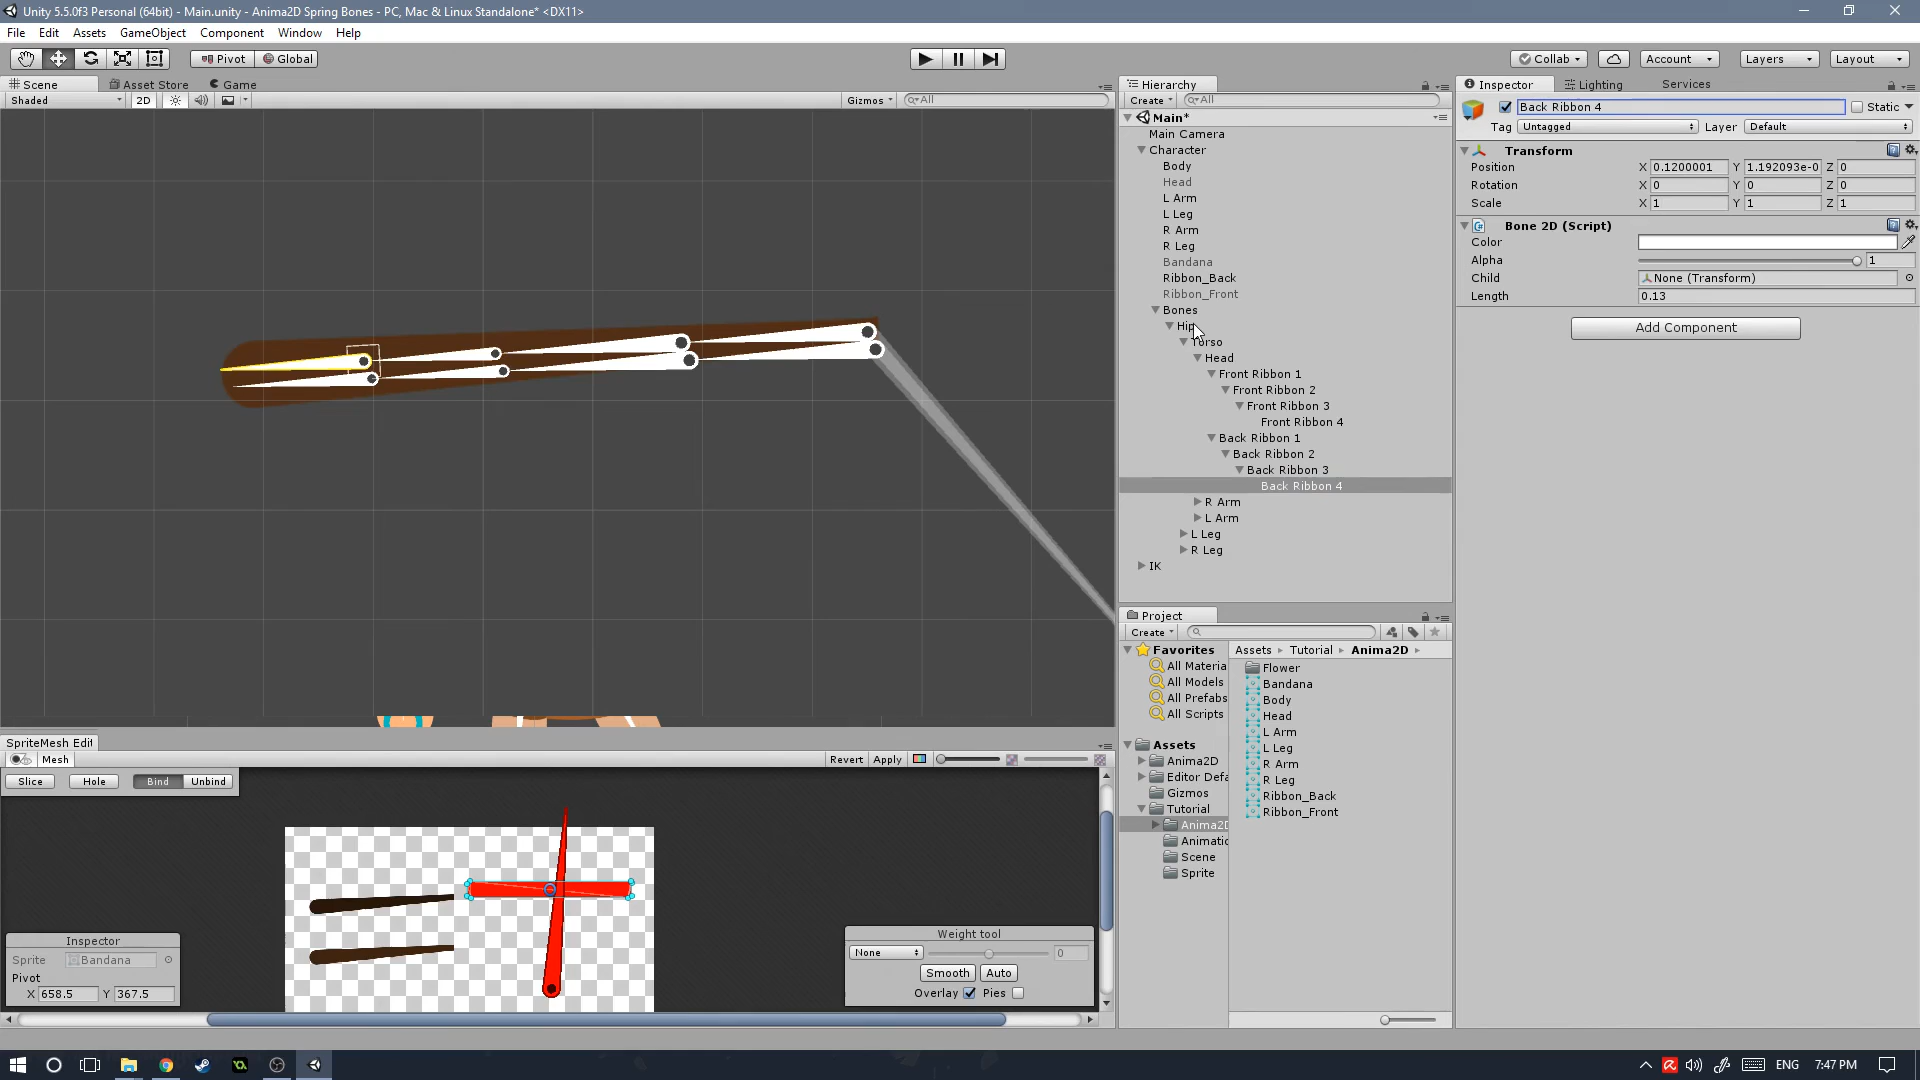 Unity 5.5.0f3 Personal (64bit) - Main.unity - Anima2D Spring Bones - PC, Mac & Linux Standalone* <DX11>
File Edit Assets GameObject Component Window Help
Pivot Global Collab Account Layers Layout
Scene Asset Store Game
Shaded 2D Gizmos All
Hierarchy
Create All
Main*
Main Camera
Character
Body
Head
L Arm
L Leg
R Arm
R Leg
Bandana
Ribbon_Back
Ribbon_Front
Bones
Hip
Torso
Head
Front Ribbon 1
Front Ribbon 2
Front Ribbon 3
Front Ribbon 4
Back Ribbon 1
Back Ribbon 2
Back Ribbon 3
Back Ribbon 4
R Arm
L Arm
L Leg
R Leg
IK
Inspector Lighting Services
Back Ribbon 4 Static
Tag Untagged Layer Default
Transform
Position X 0.1200001 Y 1.192093e-0 Z 0
Rotation X 0 Y 0 Z 0
Scale X 1 Y 1 Z 1
Bone 2D (Script)
Color
Alpha 1
Child None (Transform)
Length 0.13
Add Component
Project
Create
Favorites
All Materia
All Models
All Prefabs
All Scripts
Assets
Anima2D
Editor Defa
Gizmos
Tutorial
Anima2D
Animatic
Scene
Sprite
Assets Tutorial Anima2D
Flower
Bandana
Body
Head
L Arm
L Leg
R Arm
R Leg
Ribbon_Back
Ribbon_Front
SpriteMesh Edit
Mesh Revert Apply
Slice Hole Bind Unbind
Inspector
Sprite Bandana
Pivot
X 658.5 Y 367.5
Weight tool
None 0
Smooth Auto
Overlay Pies
ENG 7:47 PM